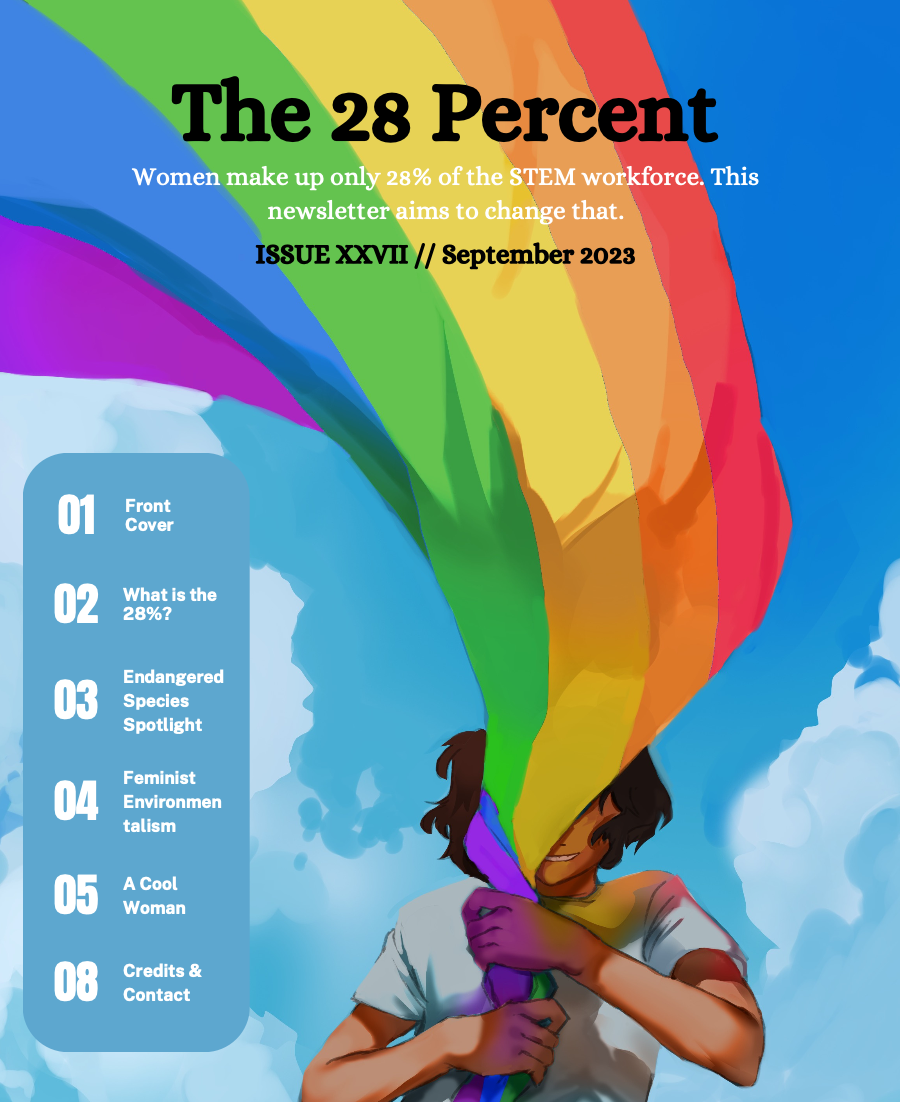 The 28 Percent
Women make up only 28% of the STEM workforce. This
newsletter aims to change that.
ISSUE XXVII // September 2023
01 Front
Cover
02 What is the
28%?
03 Endangered
Species
Spotlight
04 Feminist
Environmen
talism
05 A Cool
Woman
08 Credits &
Contact